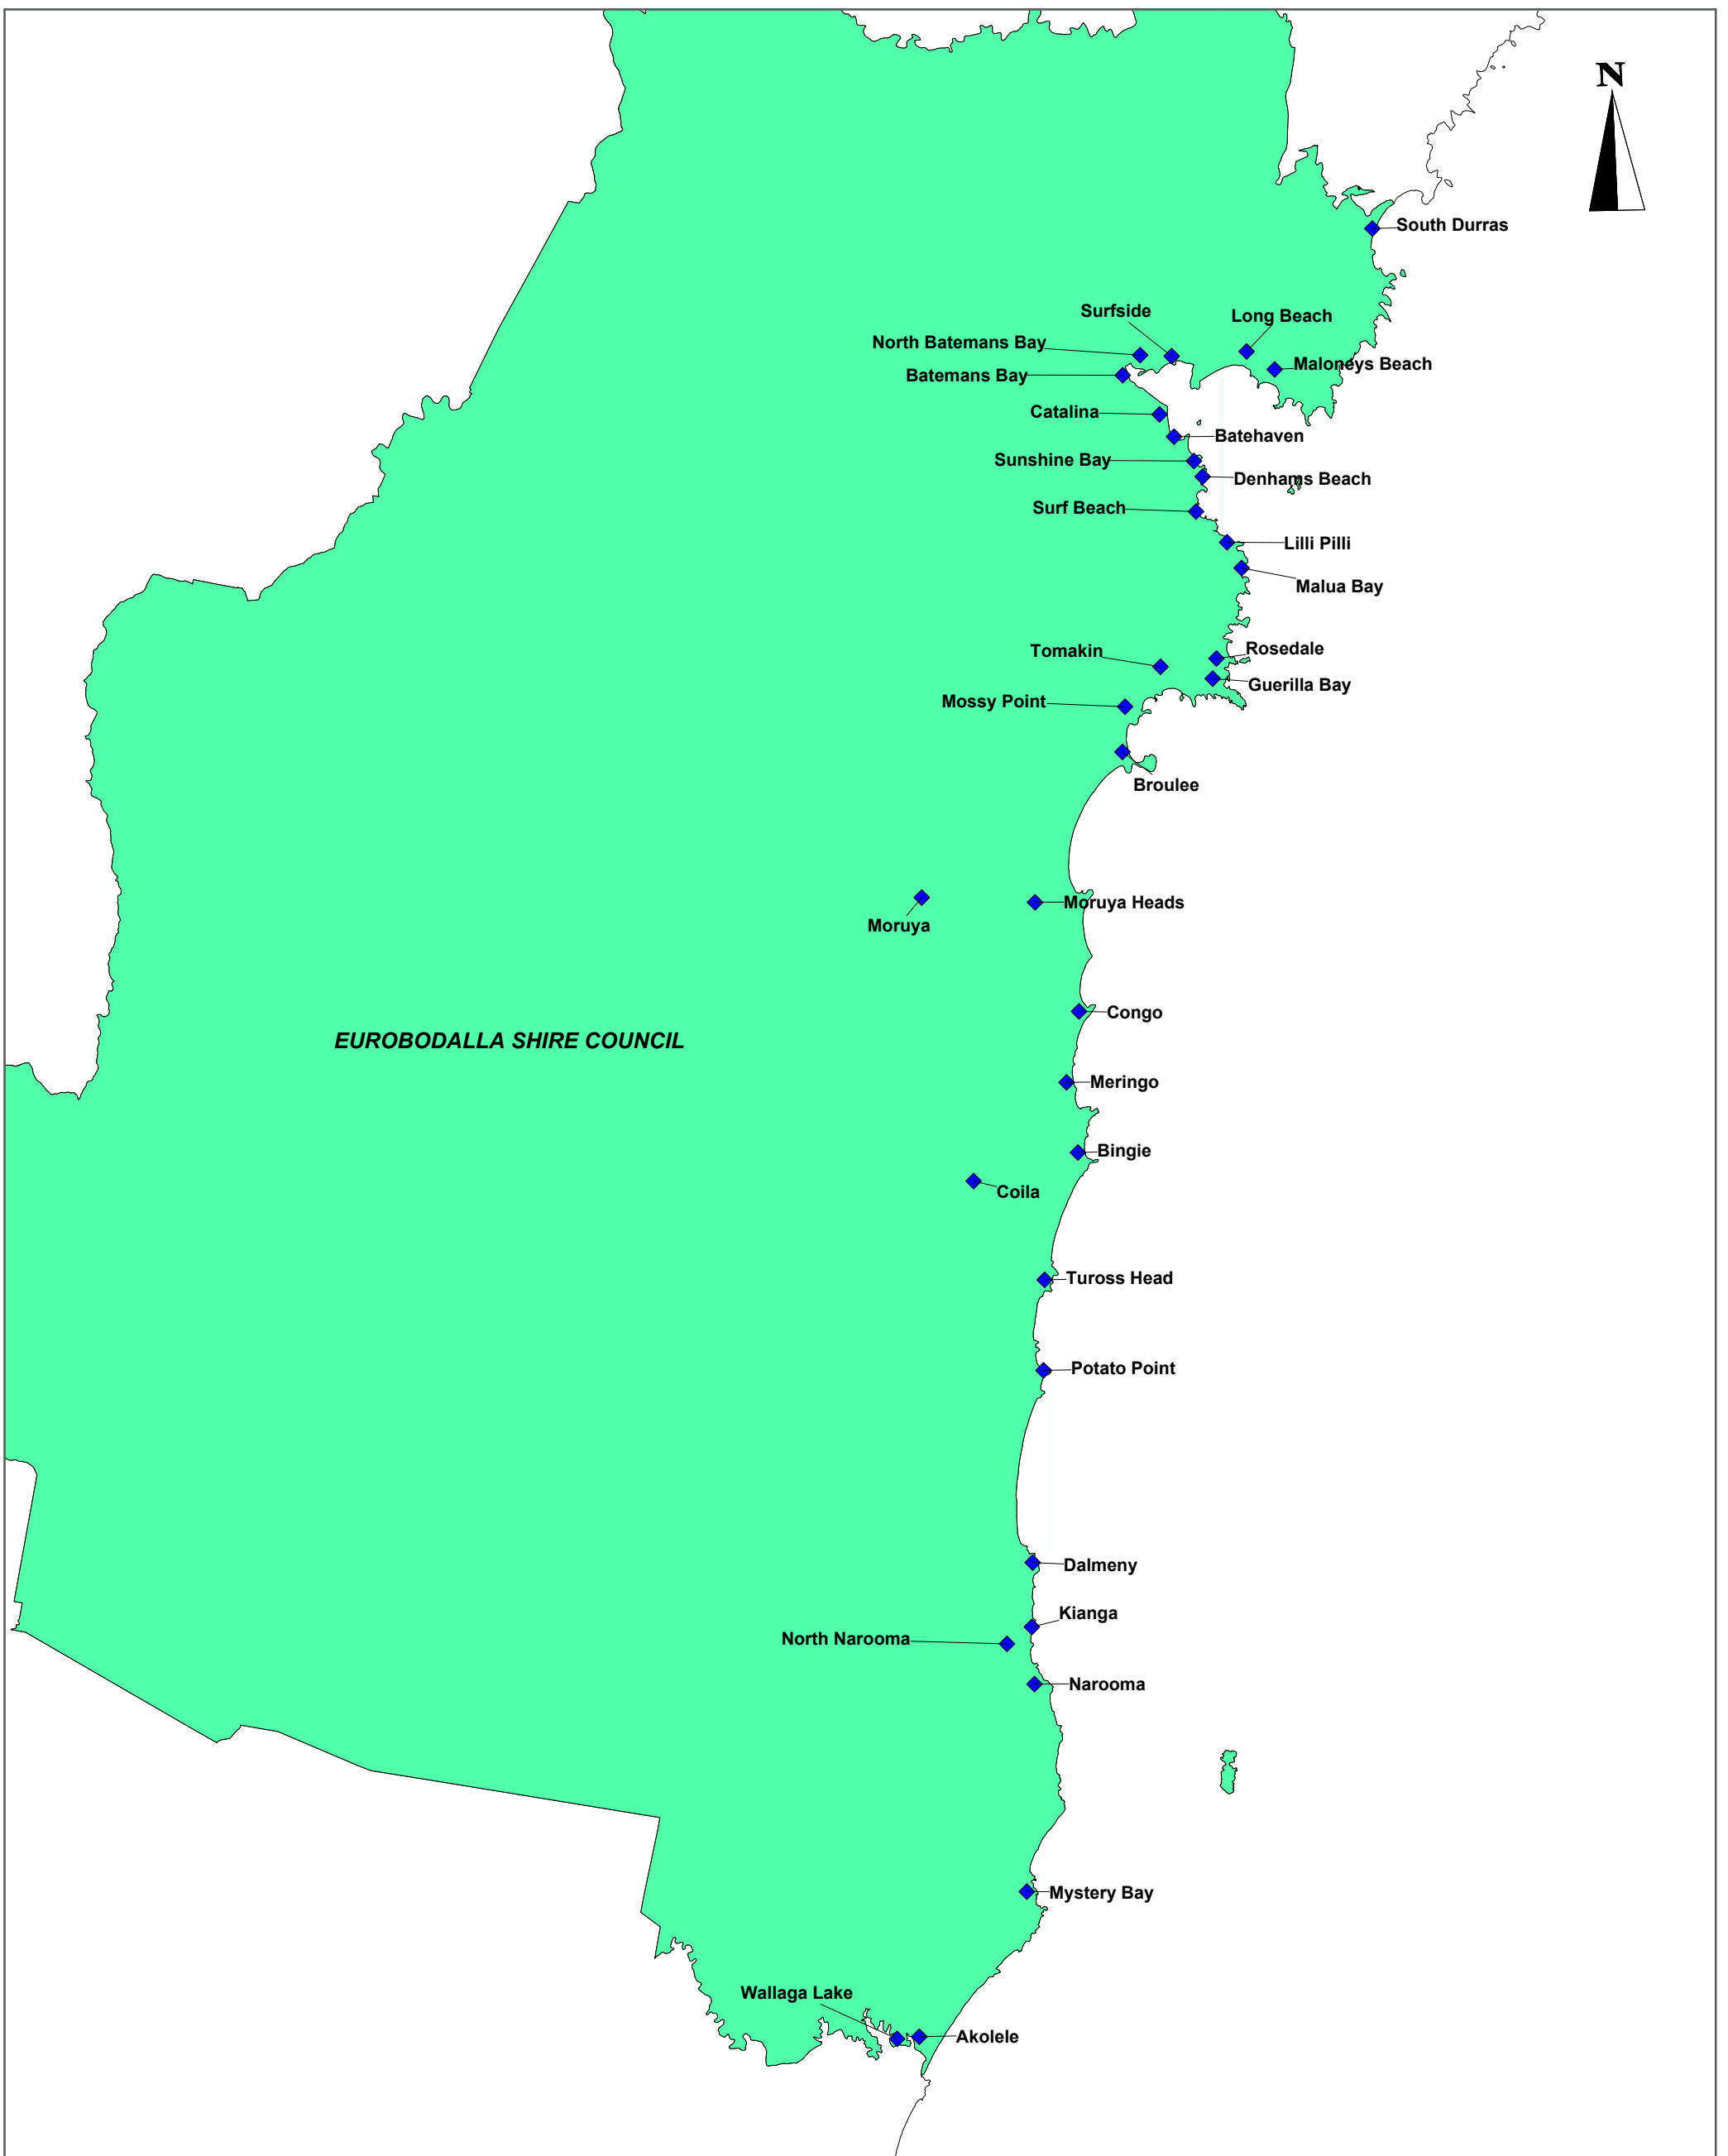 N
South Durras
Surfside
Long Beach
North Batemans Bay
Maloneys Beach
Batemans Bay
Catalina
Batehaven
Sunshine Bay
Denhams Beach
Surf Beach
Lilli Pilli
Malua Bay
Rosedale
Tomakin
Guerilla Bay
Mossy Point
Broulee
Moruya Heads
Moruya
Congo
EUROBODALLA SHIRE COUNCIL
Meringo
Bingie
Coila
Tuross Head
Potato Point
Dalmeny
Kianga
North Narooma
Narooma
Mystery Bay
Wallaga Lake
Akolele